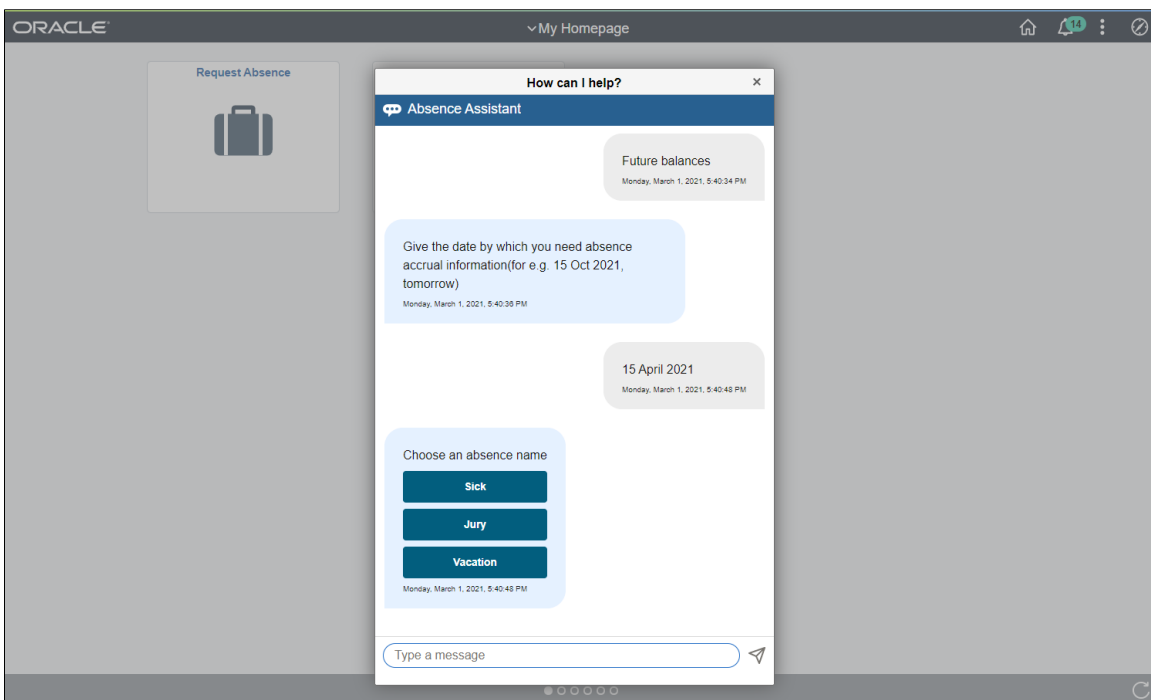 ORACLE
My Homepage
14
Request Absence
How can I help?
×
Absence Assistant
Future balances
Monday, March 1, 2021, 5:40:34 PM
Give the date by which you need absence
accrual information(for e.g. 15 Oct 2021,
tomorrow)
Monday, March 1, 2021, 5:40:36 PM
15 April 2021
Monday, March 1, 2021, 5:40:48 PM
Choose an absence name
Sick
Jury
Vacation
Monday, March 1, 2021, 5:40:48 PM
Type a message